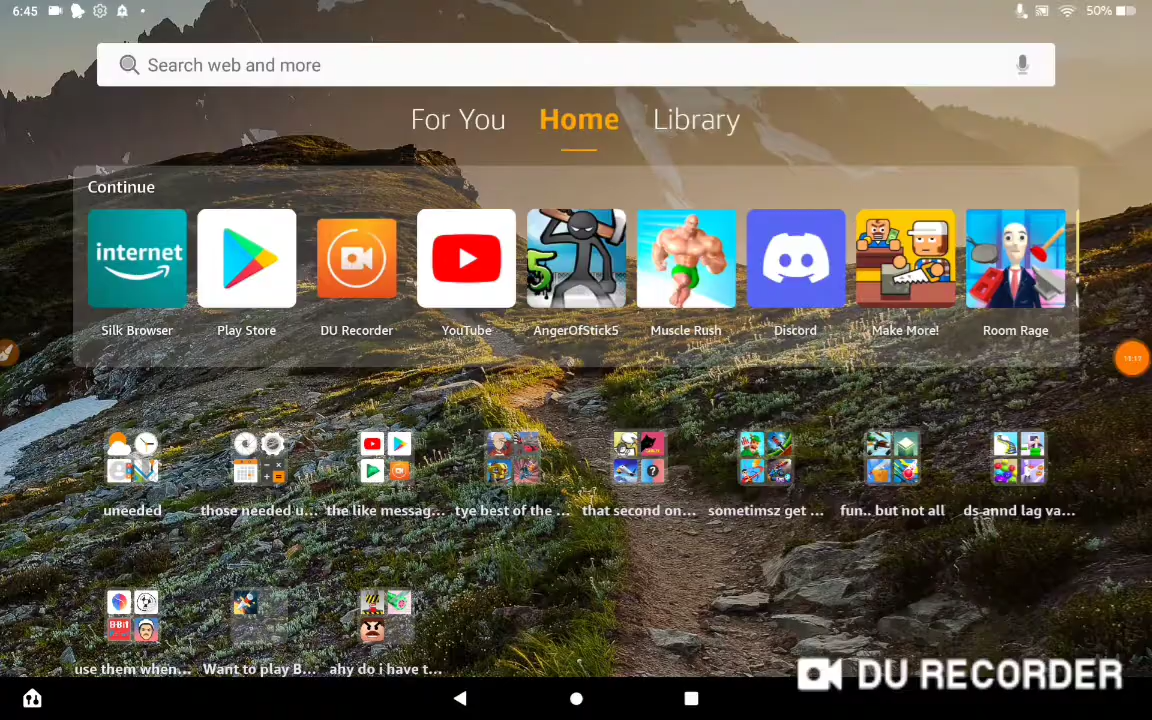 6:45
50%
Search web and more
For You Home Library
Continue
internet
5
Silk Browser Play Store DU Recorder YouTube AngerOfStick5 Muscle Rush Discord Make More! Room Rage
uneeded those needed u... the like messag... tye best of the ... that second on... sometimsz get ... fun.. but not all ds annd lag va...
8-BIT
use them when... Want to play B... ahy do i have t...
DU RECORDER